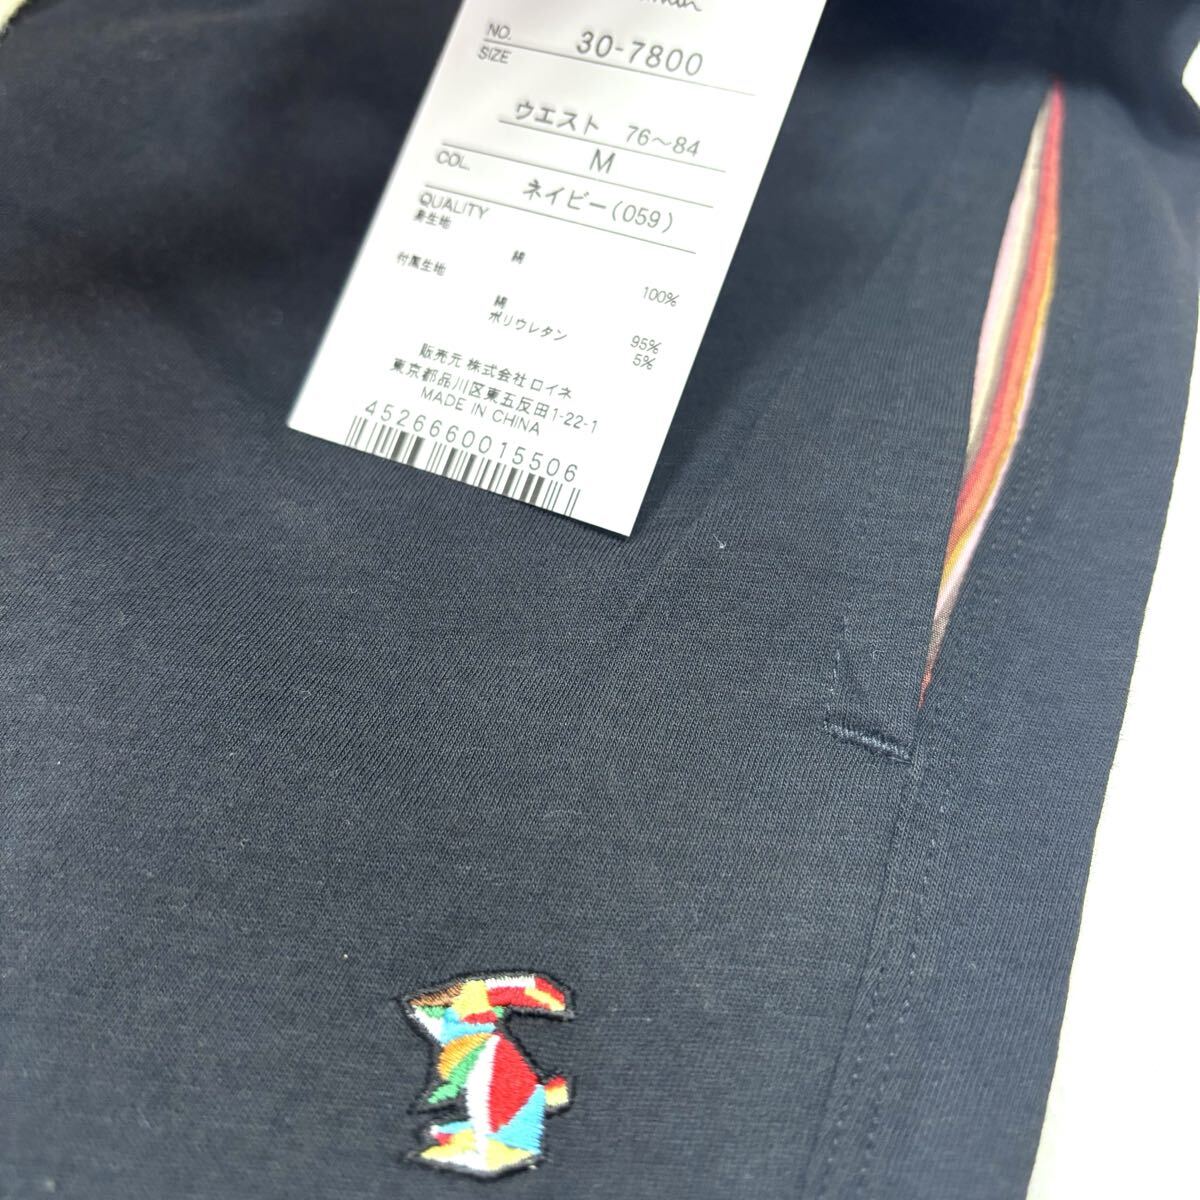 NO. 30-7800
SIZE
ウエスト 76～84
M
COL.
ネイビー(059)
QUALITY
身生地
綿 100%
付属生地
綿 95%
ポリウレタン 5%
販売元 株式会社ロイネ
東京都品川区東五反田1-22-1
MADE IN CHINA
4526660015506